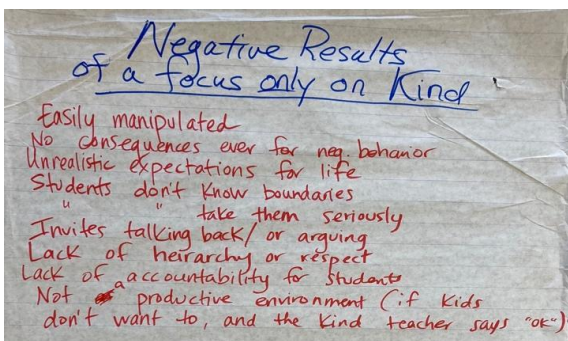 Negative Results
of a focus only on Kind
Easily manipulated
No consequences ever for neg. behavior
Unrealistic expectations for life
Students don't know boundaries
" " take them seriously
Invites talking back/ or arguing
Lack of heirarchy or respect
Lack of accountability for students
Not a productive environment (if kids
don't want to, and the kind teacher says "ok")